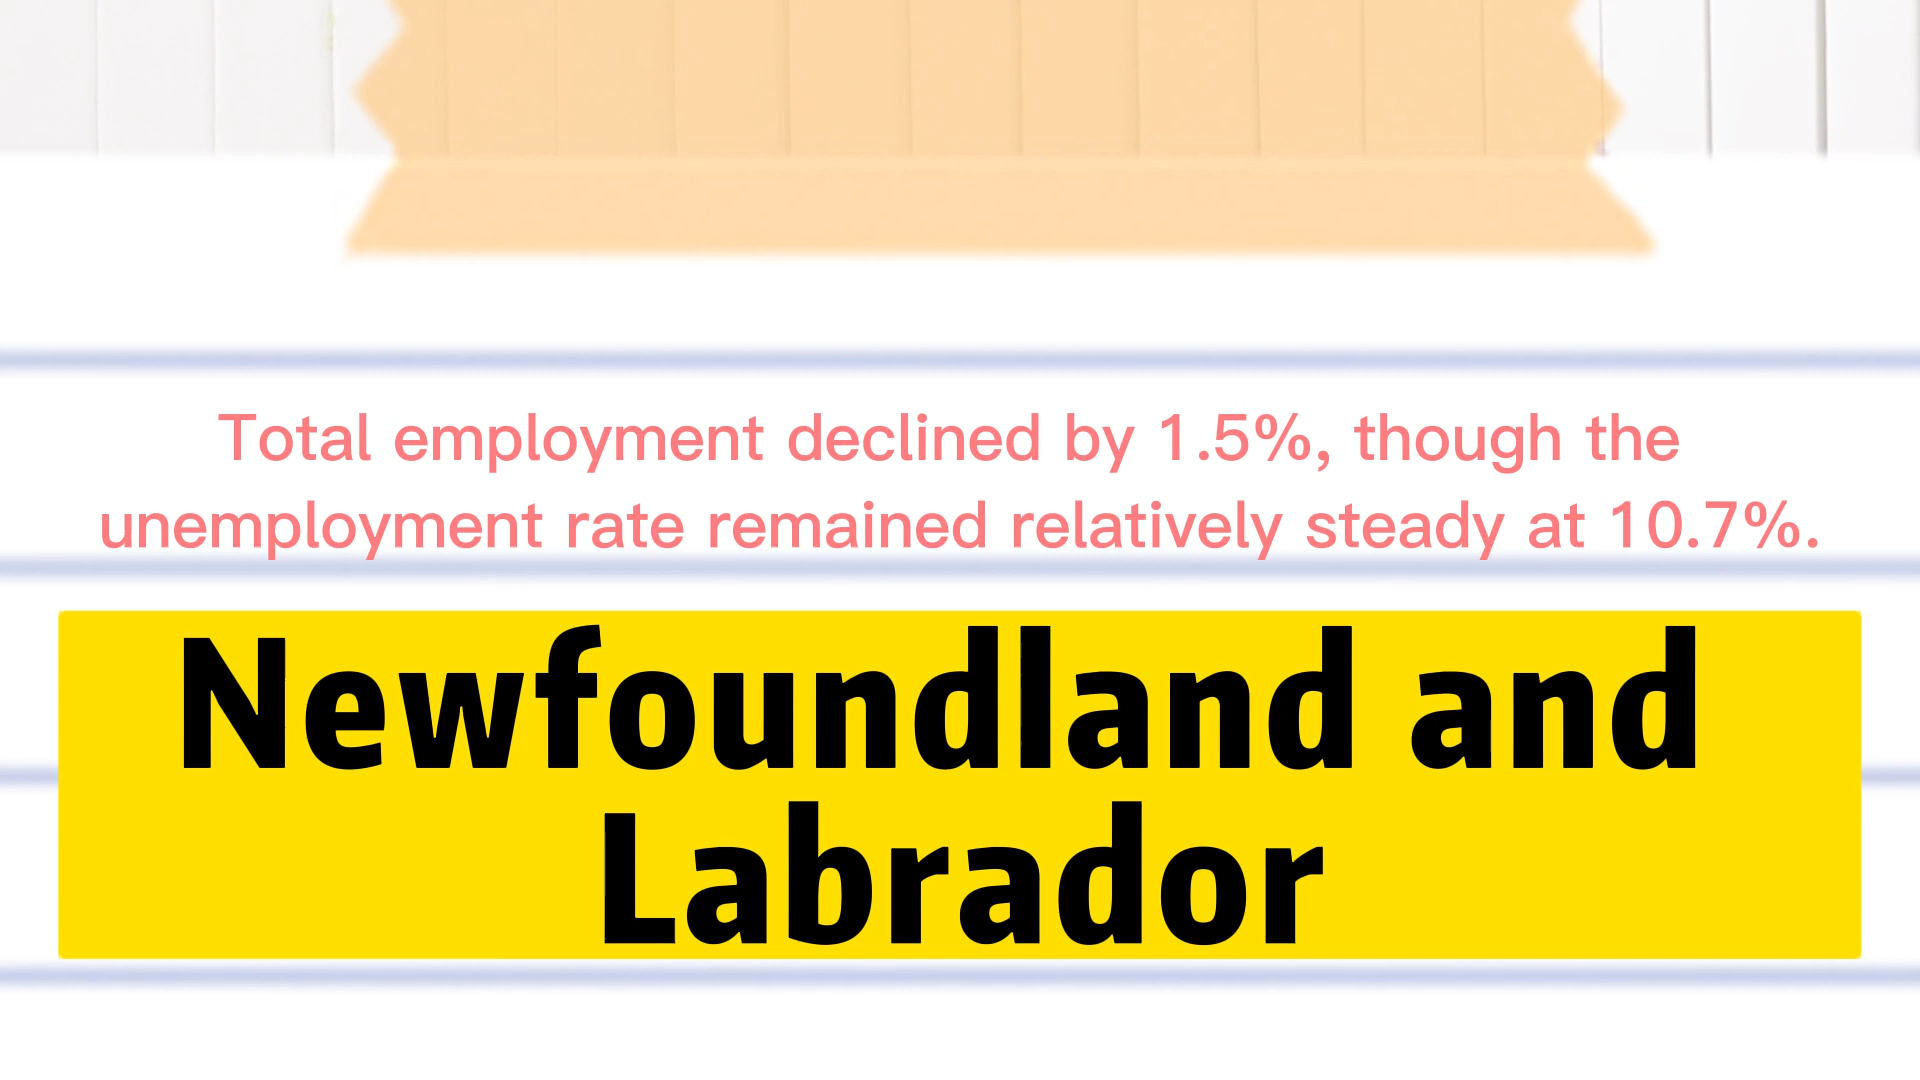 Total employment declined by 1.5%, though the
unemployment rate remained relatively steady at 10.7%.
Newfoundland and
Labrador